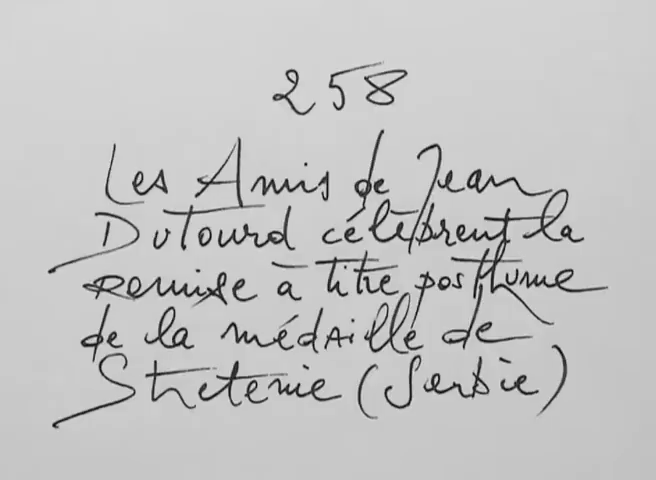 258
Les Amis de Jean
Dutourd célèbrent la
remise à titre posthume
de la médaille de
Stretenie (Serbie)